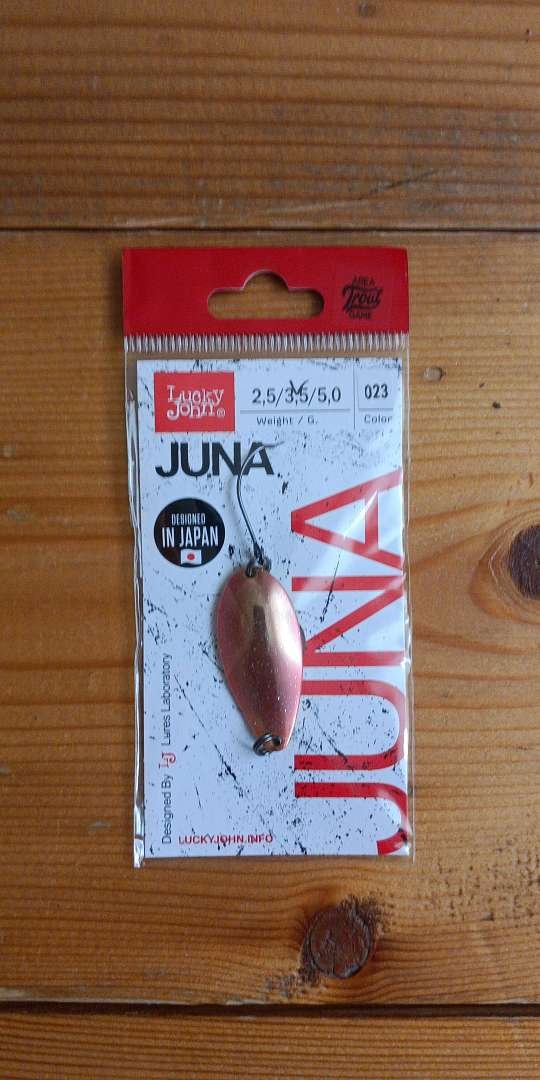 AREA
Trout
GAME
Lucky
John®
2,5/3,5/5,0
Weight / G.
023
Color
JUNA
DESIGNED
IN JAPAN
JUNA
Designed By LJ Lures Laboratory
LUCKYJOHN.INFO